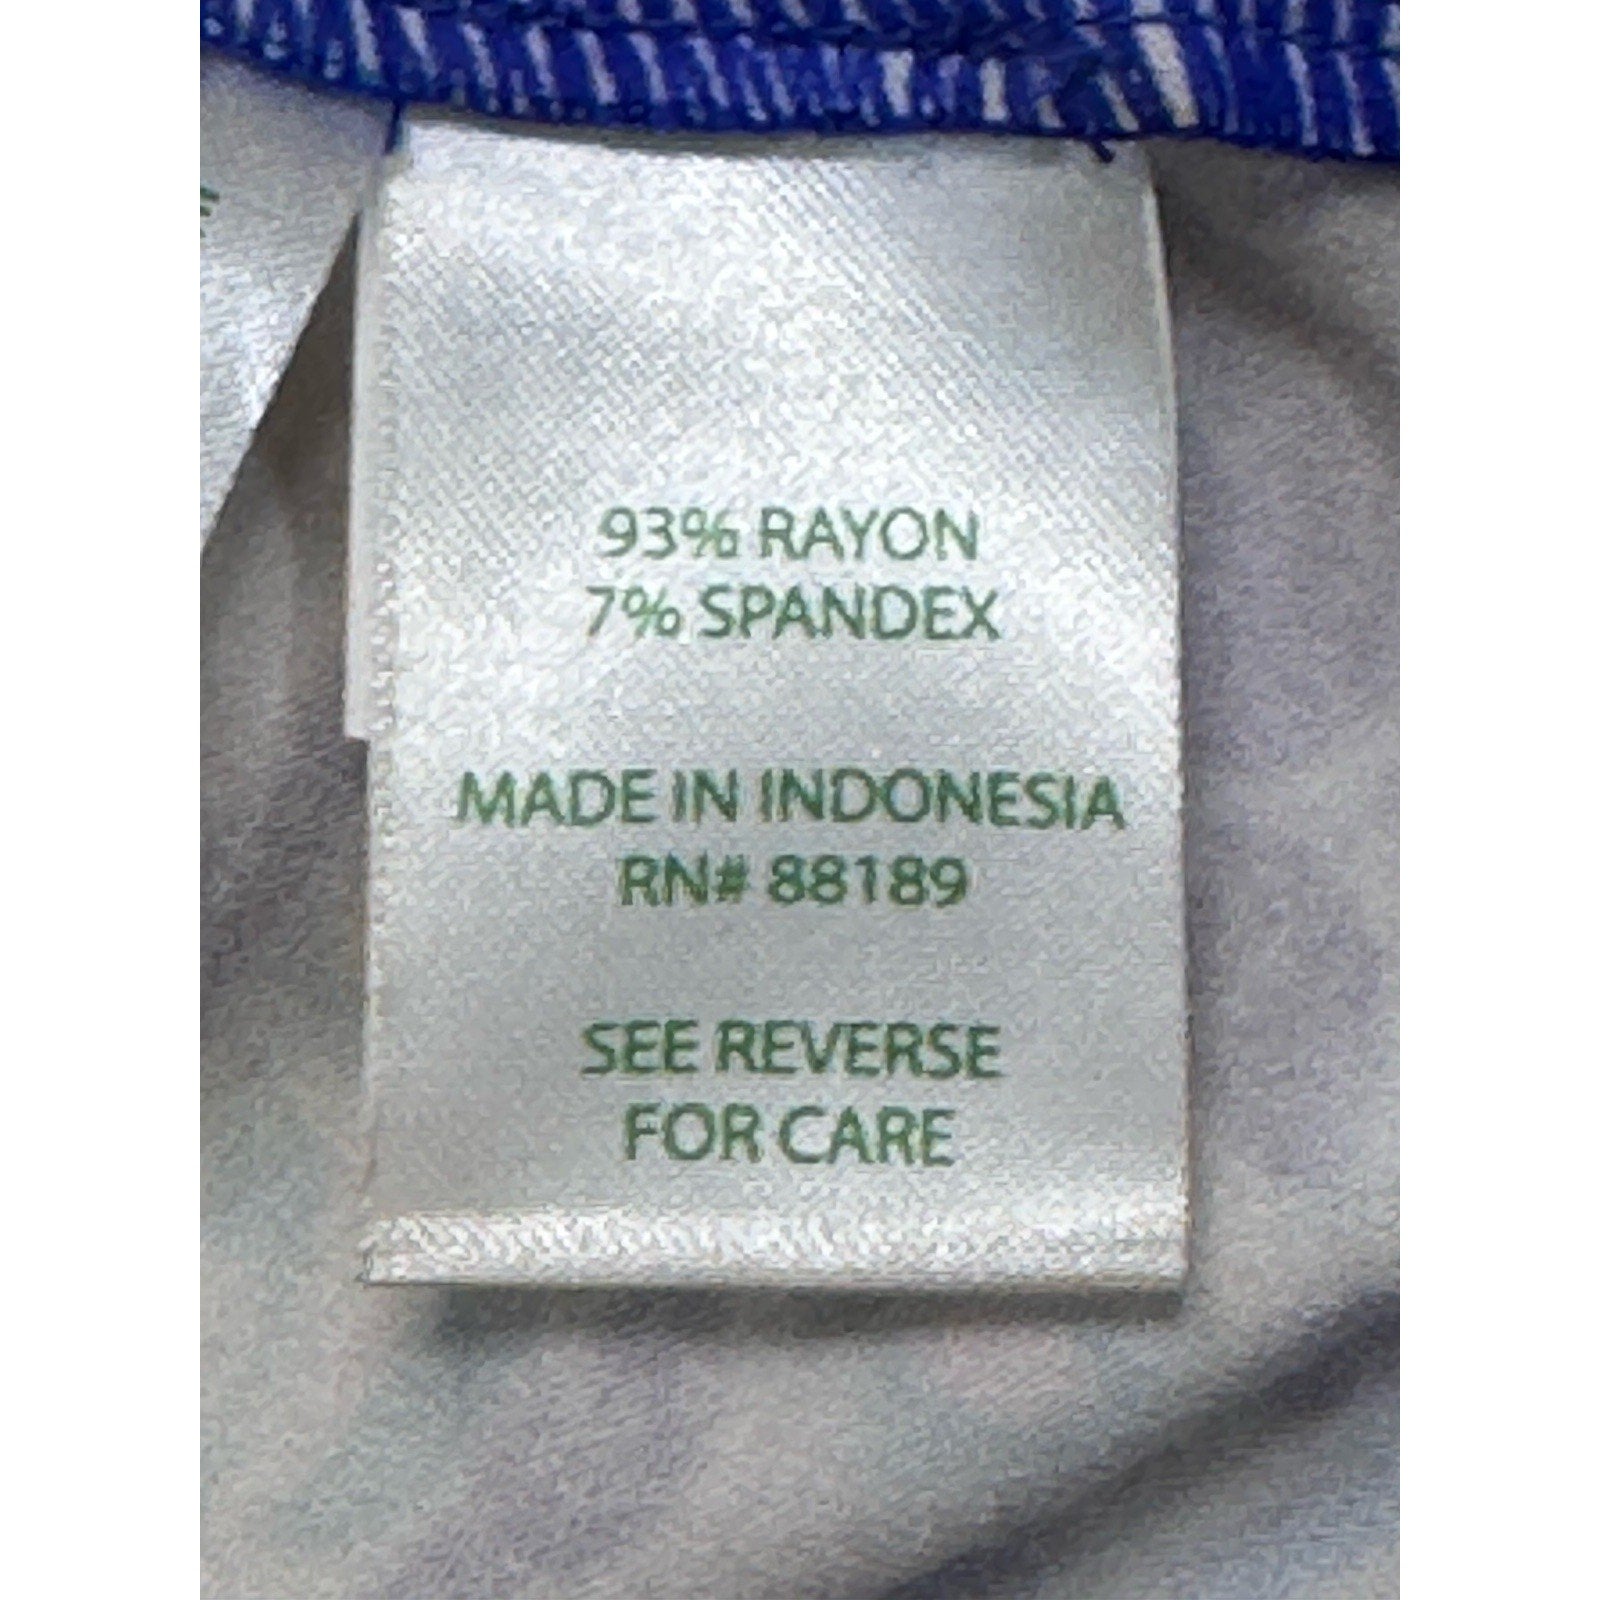 93% RAYON
7% SPANDEX
MADE IN INDONESIA
RN# 88189
SEE REVERSE
FOR CARE